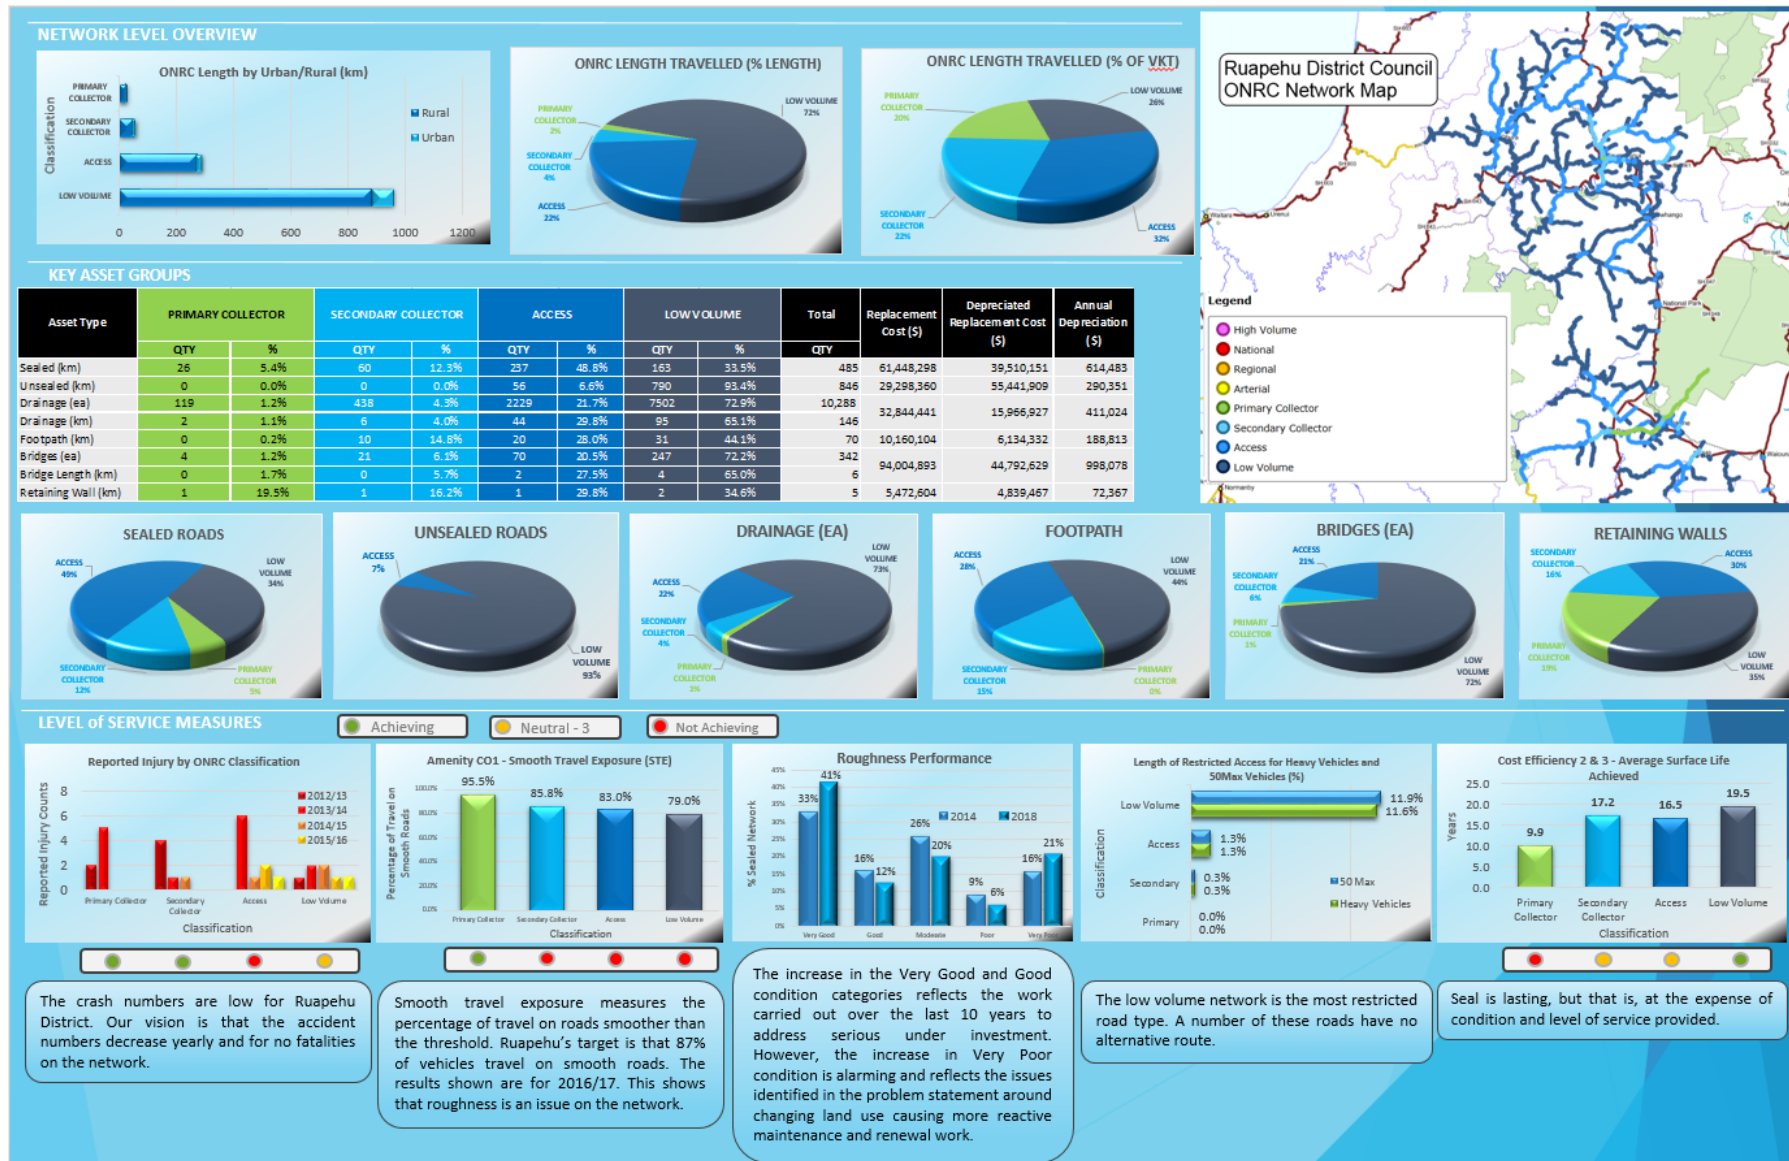 NETWORK LEVEL OVERVIEW
ONRC Length by Urban/Rural (km)
Classification
PRIMARY
COLLECTOR
SECONDARY
COLLECTOR
ACCESS
LOW VOLUME
0 200 400 600 800 1000 1200
Rural
Urban
ONRC LENGTH TRAVELLED (% LENGTH)
PRIMARY
COLLECTOR
2%
SECONDARY
COLLECTOR
4%
ACCESS
22%
LOW VOLUME
72%
ONRC LENGTH TRAVELLED (% OF VKT)
PRIMARY
COLLECTOR
20%
LOW VOLUME
26%
SECONDARY
COLLECTOR
22%
ACCESS
32%
Ruapehu District Council
ONRC Network Map
National Park
Normanby
Legend
High Volume
National
Regional
Arterial
Primary Collector
Secondary Collector
Access
Low Volume
KEY ASSET GROUPS
Asset Type PRIMARY COLLECTOR SECONDARY COLLECTOR ACCESS LOW VOLUME Total Replacement Cost ($) Depreciated Replacement Cost ($) Annual Depreciation ($)
QTY % QTY % QTY % QTY % QTY
Sealed (km) 26 5.4% 60 12.3% 237 48.8% 163 33.5% 485 61,448,298 39,510,151 614,483
Unsealed (km) 0 0.0% 0 0.0% 56 6.6% 790 93.4% 846 29,298,360 55,441,909 290,351
Drainage (ea) 119 1.2% 438 4.3% 2229 21.7% 7502 72.9% 10,288 32,844,441 15,966,927 411,024
Drainage (km) 2 1.1% 6 4.0% 44 29.8% 95 65.1% 146
Footpath (km) 0 0.2% 10 14.8% 20 28.0% 31 44.1% 70 10,160,104 6,134,332 188,813
Bridges (ea) 4 1.2% 21 6.1% 70 20.5% 247 72.2% 342 94,004,893 44,792,629 998,078
Bridge Length (km) 0 1.7% 0 5.7% 2 27.5% 4 65.0% 6
Retaining Wall (km) 1 19.5% 1 16.2% 1 29.8% 2 34.6% 5 5,472,604 4,839,467 72,367
SEALED ROADS
ACCESS
49%
LOW
VOLUME
34%
SECONDARY
COLLECTOR
12%
PRIMARY
COLLECTOR
5%
UNSEALED ROADS
ACCESS
7%
LOW
VOLUME
93%
DRAINAGE (EA)
LOW
VOLUME
73%
ACCESS
22%
SECONDARY
COLLECTOR
4%
PRIMARY
COLLECTOR
1%
FOOTPATH
ACCESS
28%
LOW
VOLUME
44%
SECONDARY
COLLECTOR
15%
PRIMARY
COLLECTOR
0%
BRIDGES (EA)
ACCESS
21%
SECONDARY
COLLECTOR
6%
PRIMARY
COLLECTOR
1%
LOW
VOLUME
72%
RETAINING WALLS
SECONDARY
COLLECTOR
16%
ACCESS
30%
PRIMARY
COLLECTOR
19%
LOW
VOLUME
35%
LEVEL of SERVICE MEASURES
Achieving
Neutral - 3
Not Achieving
Reported Injury by ONRC Classification
Reported Injury Counts
8
6
4
2
0
2012/13
2013/14
2014/15
2015/16
Primary Collector
Secondary
Collector
Access
Low Volume
Classification
The crash numbers are low for Ruapehu
District. Our vision is that the accident
numbers decrease yearly and for no fatalities
on the network.
Amenity CO1 - Smooth Travel Exposure (STE)
Percentage of Travel on
Smooth Roads
100.0%
80.0%
60.0%
40.0%
20.0%
0.0%
95.5%
85.8%
83.0%
79.0%
Primary Collector
Secondary Collector
Access
Low Volume
Classification
Smooth travel exposure measures the
percentage of travel on roads smoother than
the threshold. Ruapehu's target is that 87%
of vehicles travel on smooth roads. The
results shown are for 2016/17. This shows
that roughness is an issue on the network.
Roughness Performance
% Sealed Network
45%
40%
35%
30%
25%
20%
15%
10%
5%
0%
33% 41%
16% 12%
26% 20%
9% 6%
16% 21%
2014
2018
Very Good
Good
Moderate
Poor
Very Poor
The increase in the Very Good and Good
condition categories reflects the work
carried out over the last 10 years to
address serious under investment.
However, the increase in Very Poor
condition is alarming and reflects the issues
identified in the problem statement around
changing land use causing more reactive
maintenance and renewal work.
Length of Restricted Access for Heavy Vehicles and
50Max Vehicles (%)
Classification
Low Volume
11.9%
11.6%
Access
1.3%
1.3%
Secondary
0.3%
0.3%
Primary
0.0%
0.0%
50 Max
Heavy Vehicles
The low volume network is the most restricted
road type. A number of these roads have no
alternative route.
Cost Efficiency 2 & 3 - Average Surface Life
Achieved
Years
25.0
20.0
15.0
10.0
5.0
0.0
9.9
17.2
16.5
19.5
Primary
Collector
Secondary
Collector
Access
Low Volume
Classification
Seal is lasting, but that is, at the expense of
condition and level of service provided.